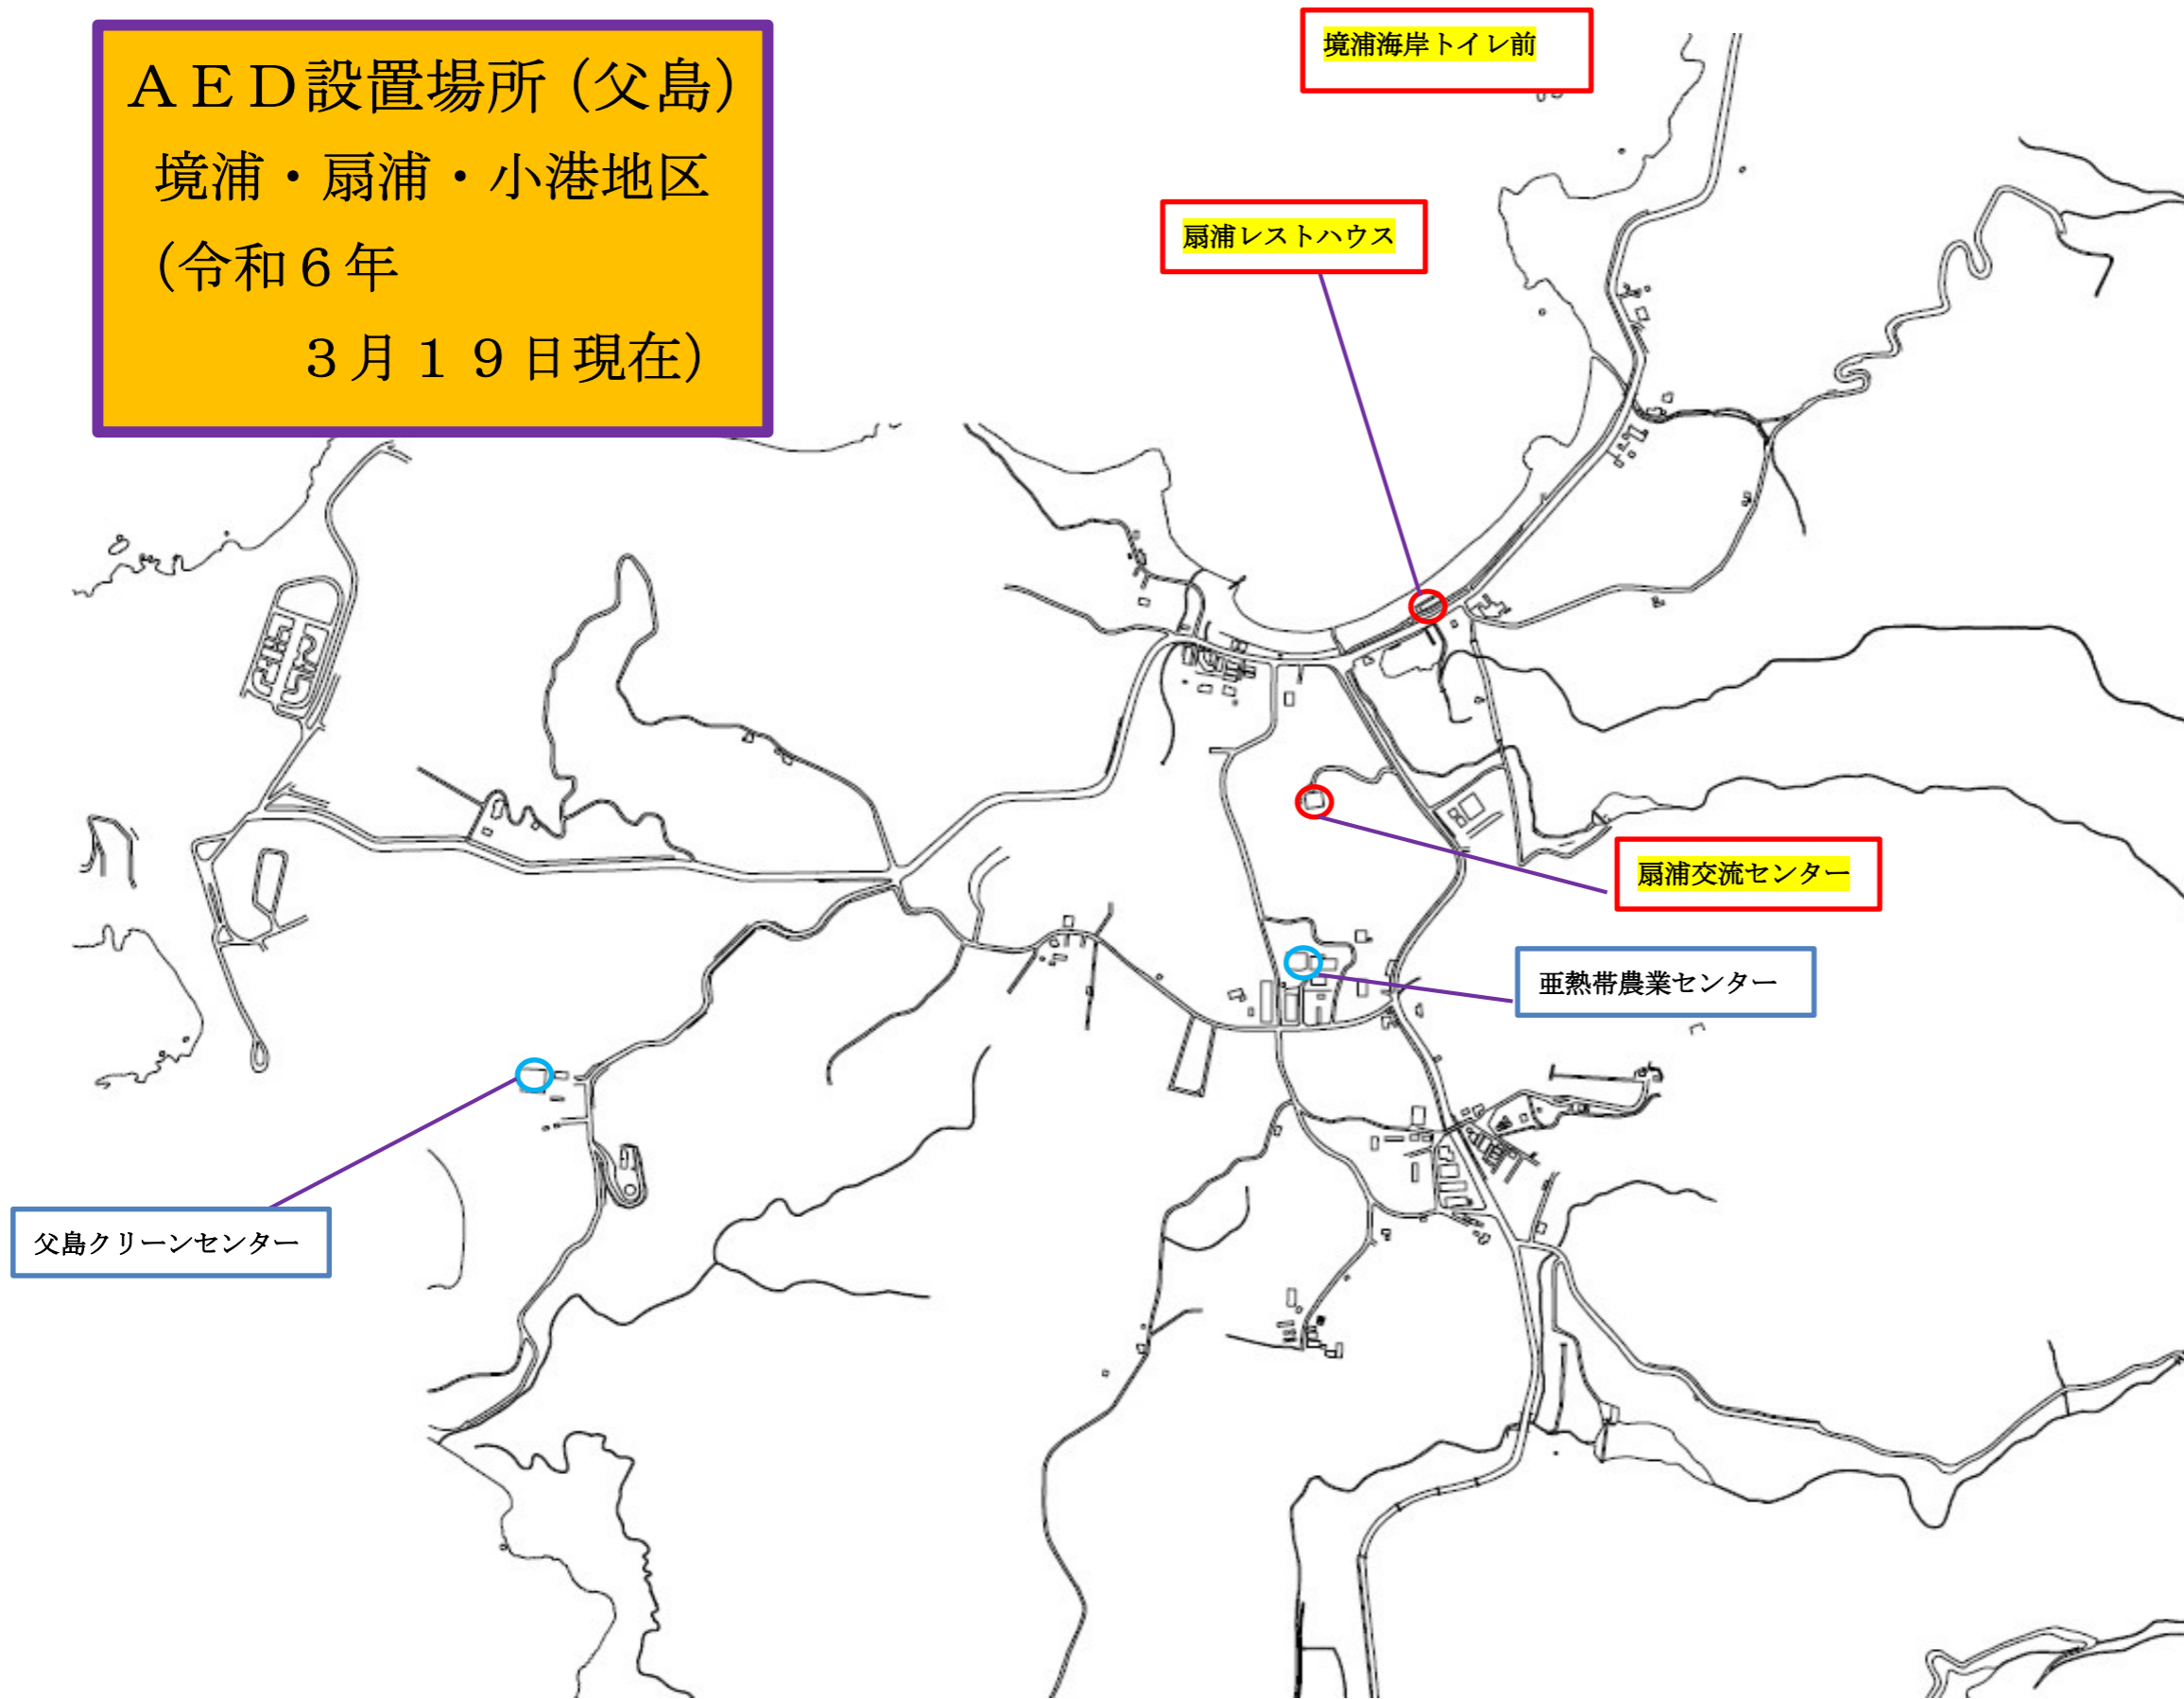 ＡＥＤ設置場所（父島）
境浦・扇浦・小港地区
（令和６年
３月１９日現在）
境浦海岸トイレ前
扇浦レストハウス
扇浦交流センター
亜熱帯農業センター
父島クリーンセンター